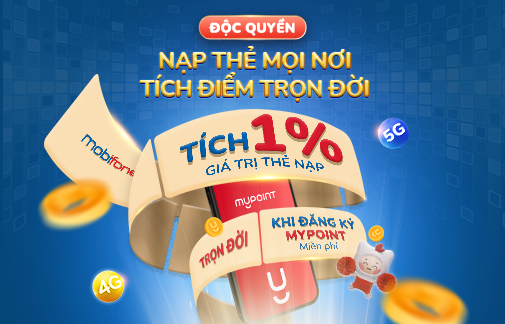 ĐỘC QUYỀN
NẠP THẺ MỌI NƠI
TÍCH ĐIỂM TRỌN ĐỜI
mobifone
TÍCH 1%
GIÁ TRỊ THẺ NẠP
5G
mypoint
TRỌN ĐỜI
KHI ĐĂNG KÝ
MYPOINT
Miễn phí
4G